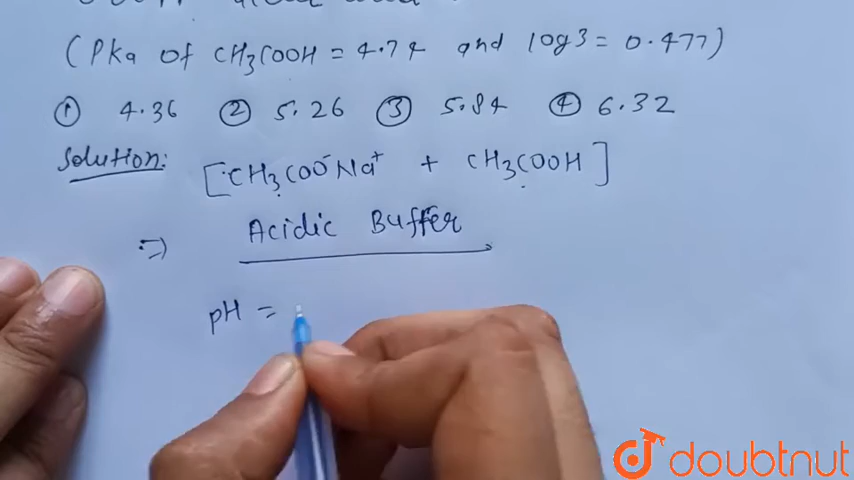 (PKa of CH₃COOH = 4.74 and log3 = 0.477)
① 4.36 ② 5.26 ③ 5.84 ④ 6.32
Solution: [CH₃COO⁻Na⁺ + CH₃COOH]
⇒ Acidic Buffer
pH =
doubtnut